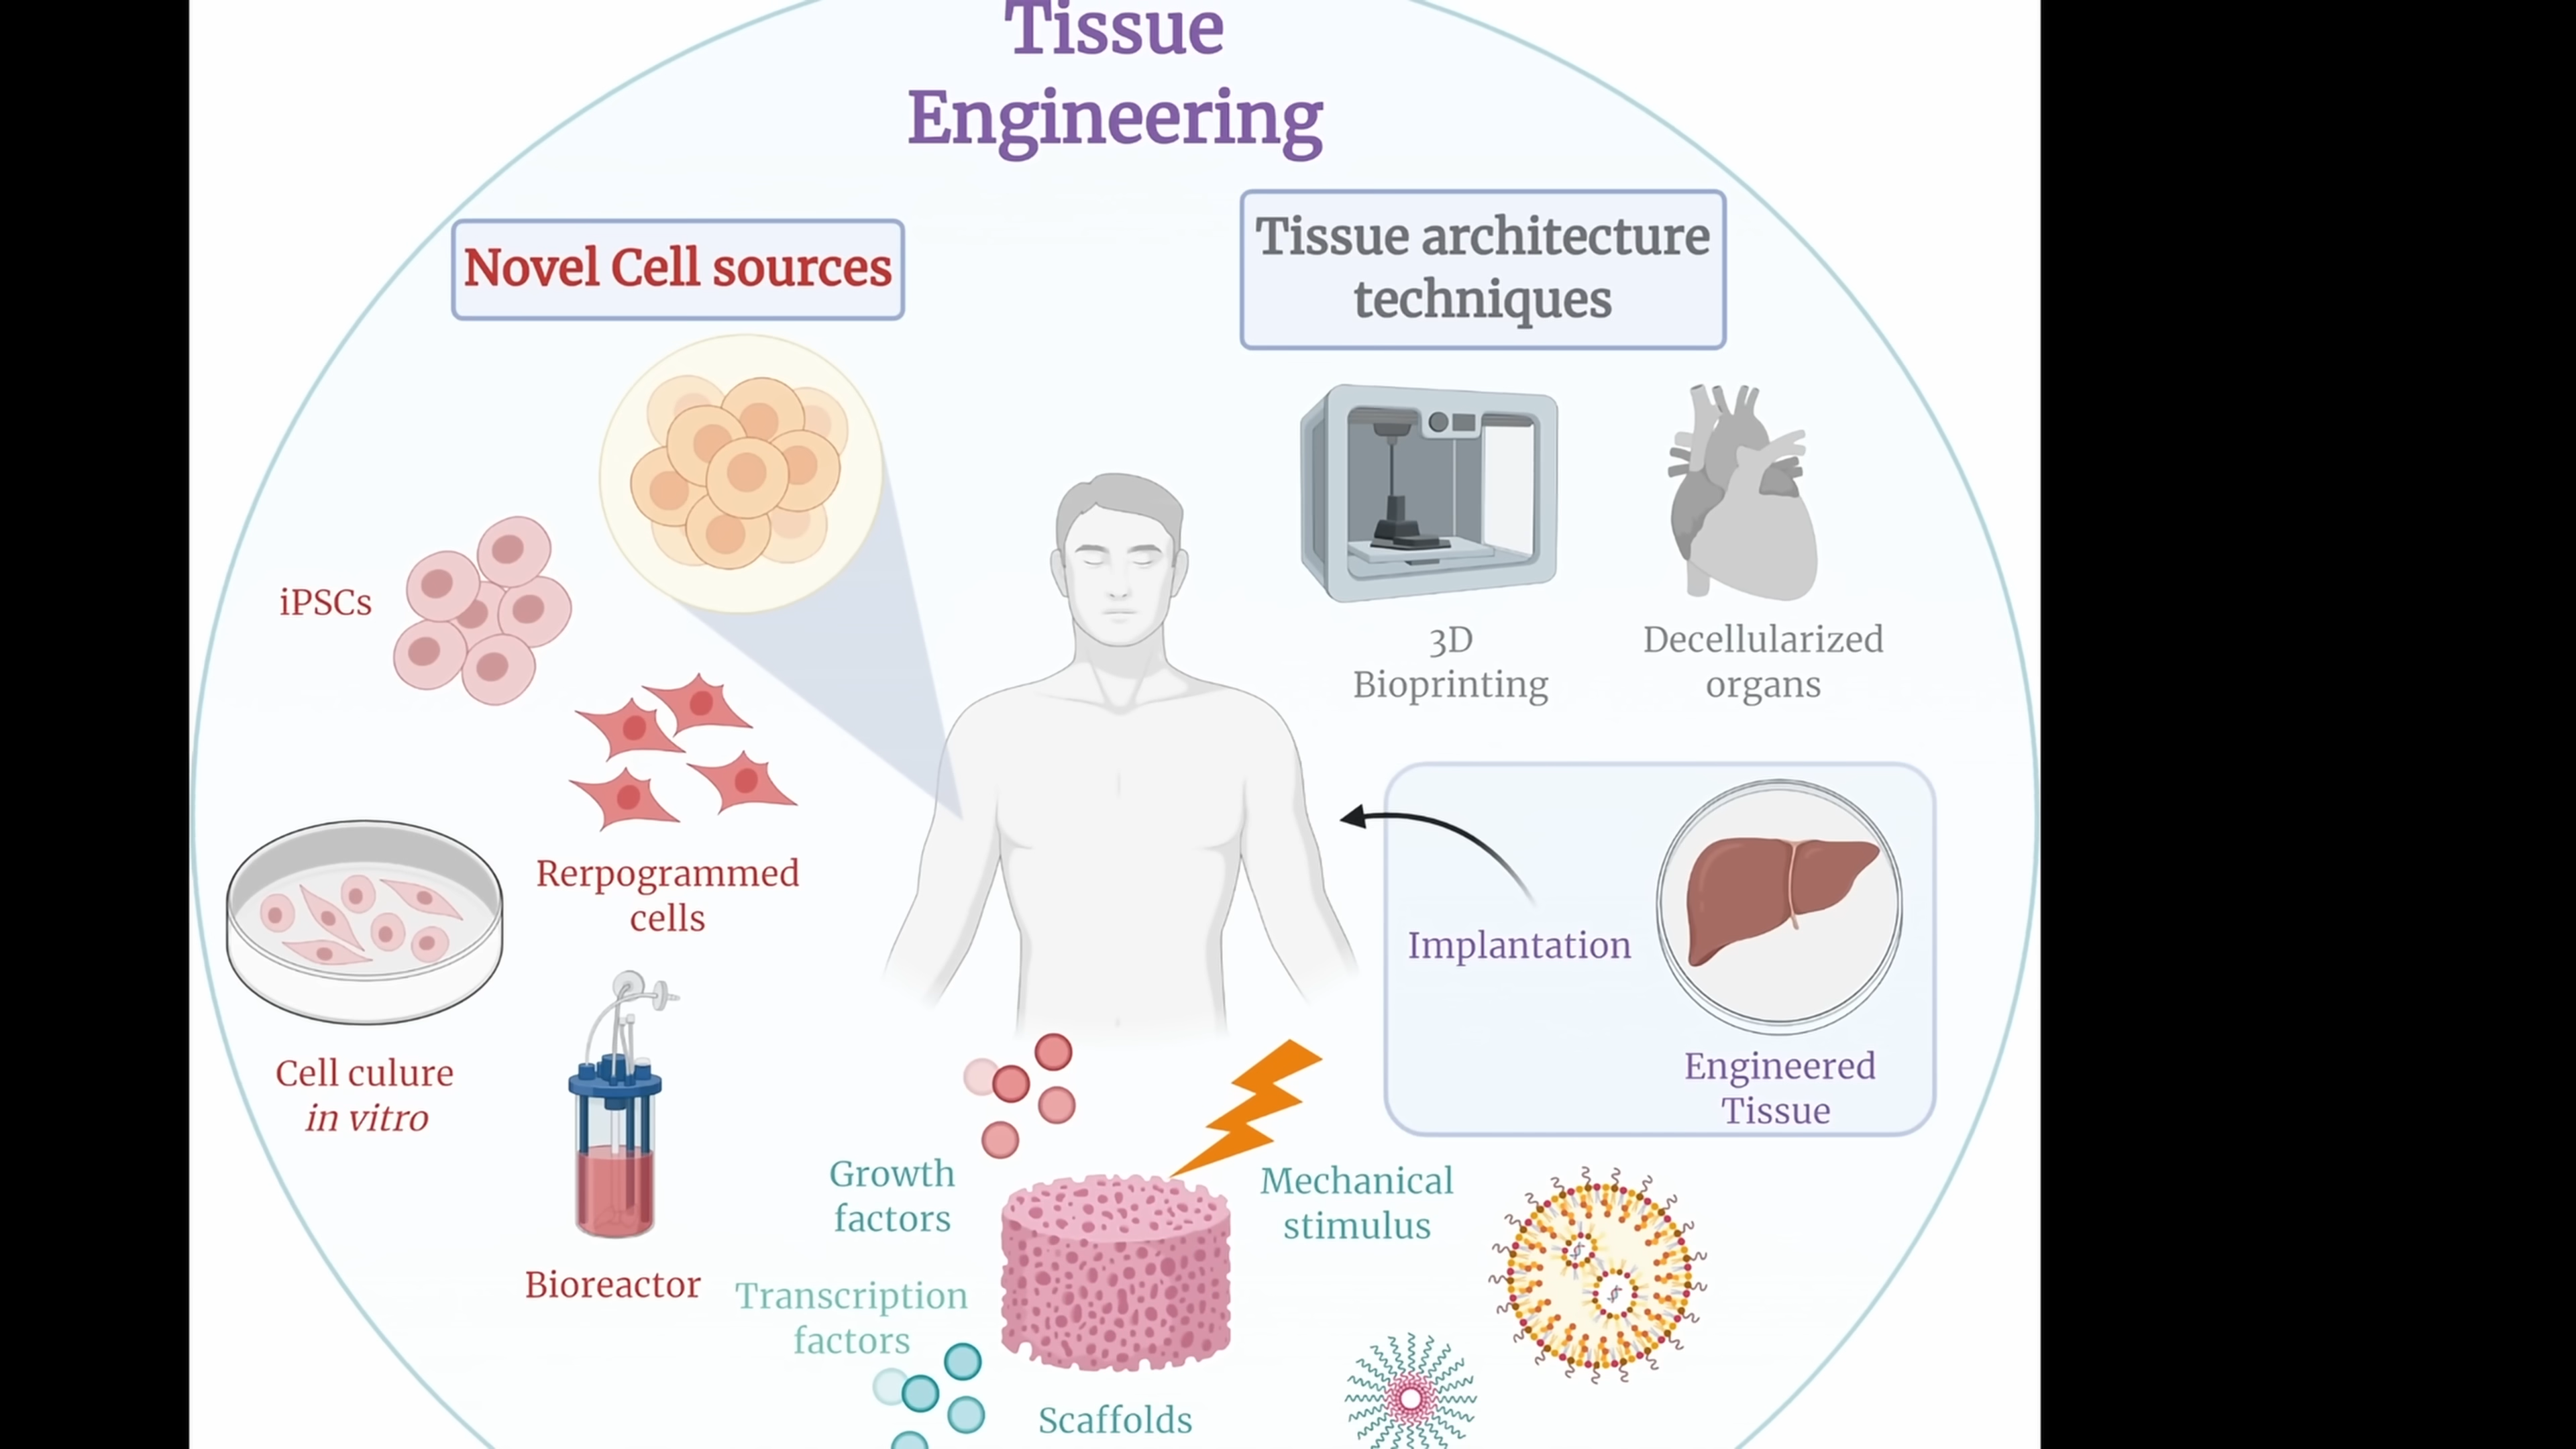 Tissue
Engineering
Novel Cell sources
Tissue architecture
techniques
iPSCs
3D
Bioprinting
Decellularized
organs
Rerpogrammed
cells
Implantation
Engineered
Tissue
Cell culure
in vitro
Bioreactor
Growth
factors
Mechanical
stimulus
Transcription
factors
Scaffolds